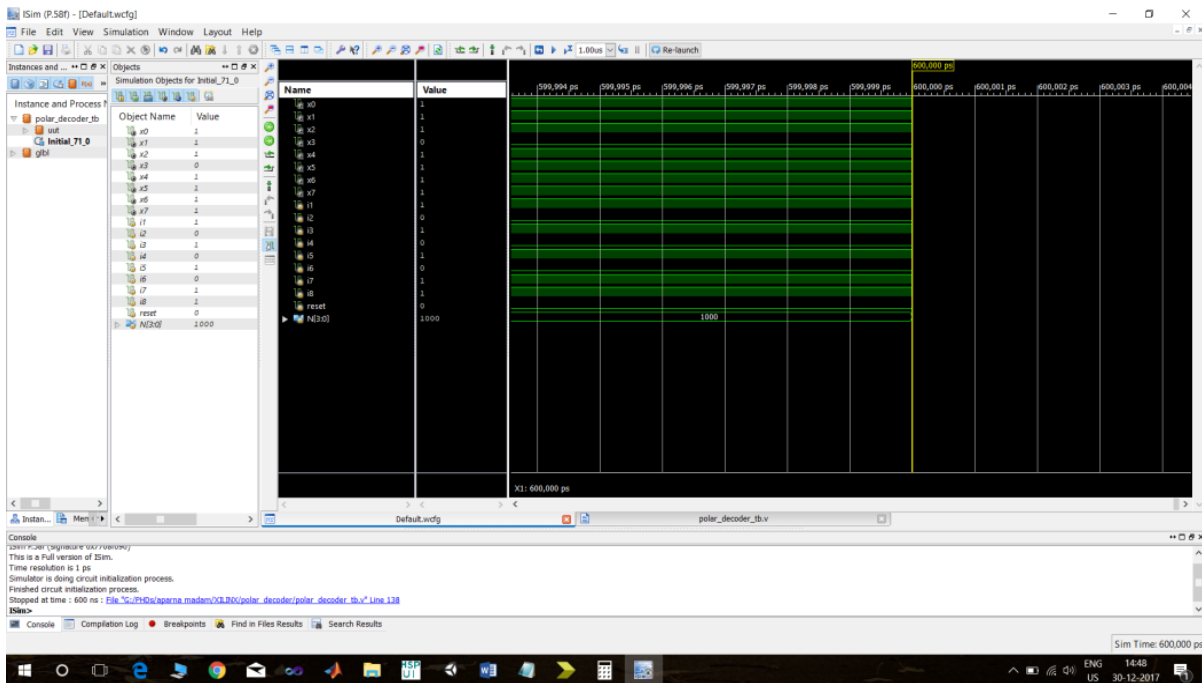 ISim (P.58f) - [Default.wcfg]
File Edit View Simulation Window Layout Help
1.00us Re-launch
Instances and ... Objects
Simulation Objects for Initial_71_0
Instance and Process N
polar_decoder_tb
uut
Initial_71_0
glbl
Object Name Value
x0 1
x1 1
x2 1
x3 0
x4 1
x5 1
x6 1
x7 1
i1 1
i2 0
i3 1
i4 0
i5 1
i6 0
i7 1
i8 1
reset 0
N[3:0] 1000
Name Value
x0 1
x1 1
x2 1
x3 0
x4 1
x5 1
x6 1
x7 1
i1 1
i2 0
i3 1
i4 0
i5 1
i6 0
i7 1
i8 1
reset 0
N[3:0] 1000
600,000 ps
599,994 ps 599,995 ps 599,996 ps 599,997 ps 599,998 ps 599,999 ps 600,000 ps 600,001 ps 600,002 ps 600,003 ps 600,004
1000
X1: 600,000 ps
Instan... Mem
Default.wcfg polar_decoder_tb.v
Console
This is a Full version of ISim.
Time resolution is 1 ps
Simulator is doing circuit initialization process.
Finished circuit initialization process.
Stopped at time : 600 ns : File "G:/PHDs/aparna madam/XILINX/polar_decoder/polar_decoder_tb.v" Line 138
ISim>
Console Compilation Log Breakpoints Find in Files Results Search Results
Sim Time: 600,000 ps
HSP
UI
ENG 14:48
US 30-12-2017